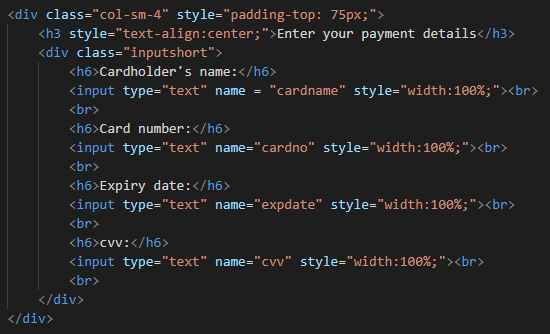 <div class="col-sm-4" style="padding-top: 75px;">
<h3 style="text-align:center;">Enter your payment details</h3>
<div class="inputshort">
<h6>Cardholder's name:</h6>
<input type="text" name = "cardname" style="width:100%;"><br>
<br>
<h6>Card number:</h6>
<input type="text" name="cardno" style="width:100%;"><br>
<br>
<h6>Expiry date:</h6>
<input type="text" name="expdate" style="width:100%;"><br>
<br>
<h6>cvv:</h6>
<input type="text" name="cvv" style="width:100%;"><br>
<br>
</div>
</div>